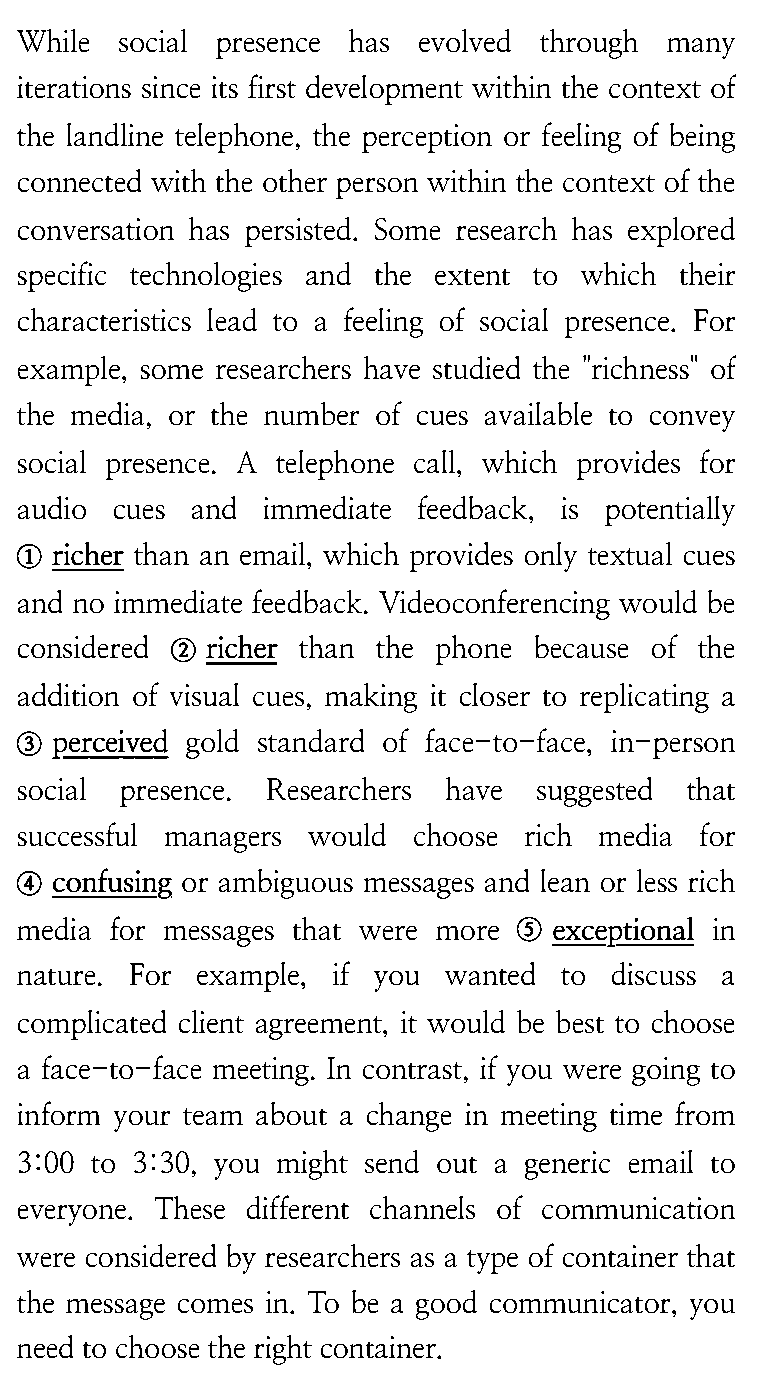 While social presence has evolved through many
iterations since its first development within the context of
the landline telephone, the perception or feeling of being
connected with the other person within the context of the
conversation has persisted. Some research has explored
specific technologies and the extent to which their
characteristics lead to a feeling of social presence. For
example, some researchers have studied the "richness" of
the media, or the number of cues available to convey
social presence. A telephone call, which provides for
audio cues and immediate feedback, is potentially
① richer than an email, which provides only textual cues
and no immediate feedback. Videoconferencing would be
considered ② richer than the phone because of the
addition of visual cues, making it closer to replicating a
③ perceived gold standard of face-to-face, in-person
social presence. Researchers have suggested that
successful managers would choose rich media for
④ confusing or ambiguous messages and lean or less rich
media for messages that were more ⑤ exceptional in
nature. For example, if you wanted to discuss a
complicated client agreement, it would be best to choose
a face-to-face meeting. In contrast, if you were going to
inform your team about a change in meeting time from
3:00 to 3:30, you might send out a generic email to
everyone. These different channels of communication
were considered by researchers as a type of container that
the message comes in. To be a good communicator, you
need to choose the right container.